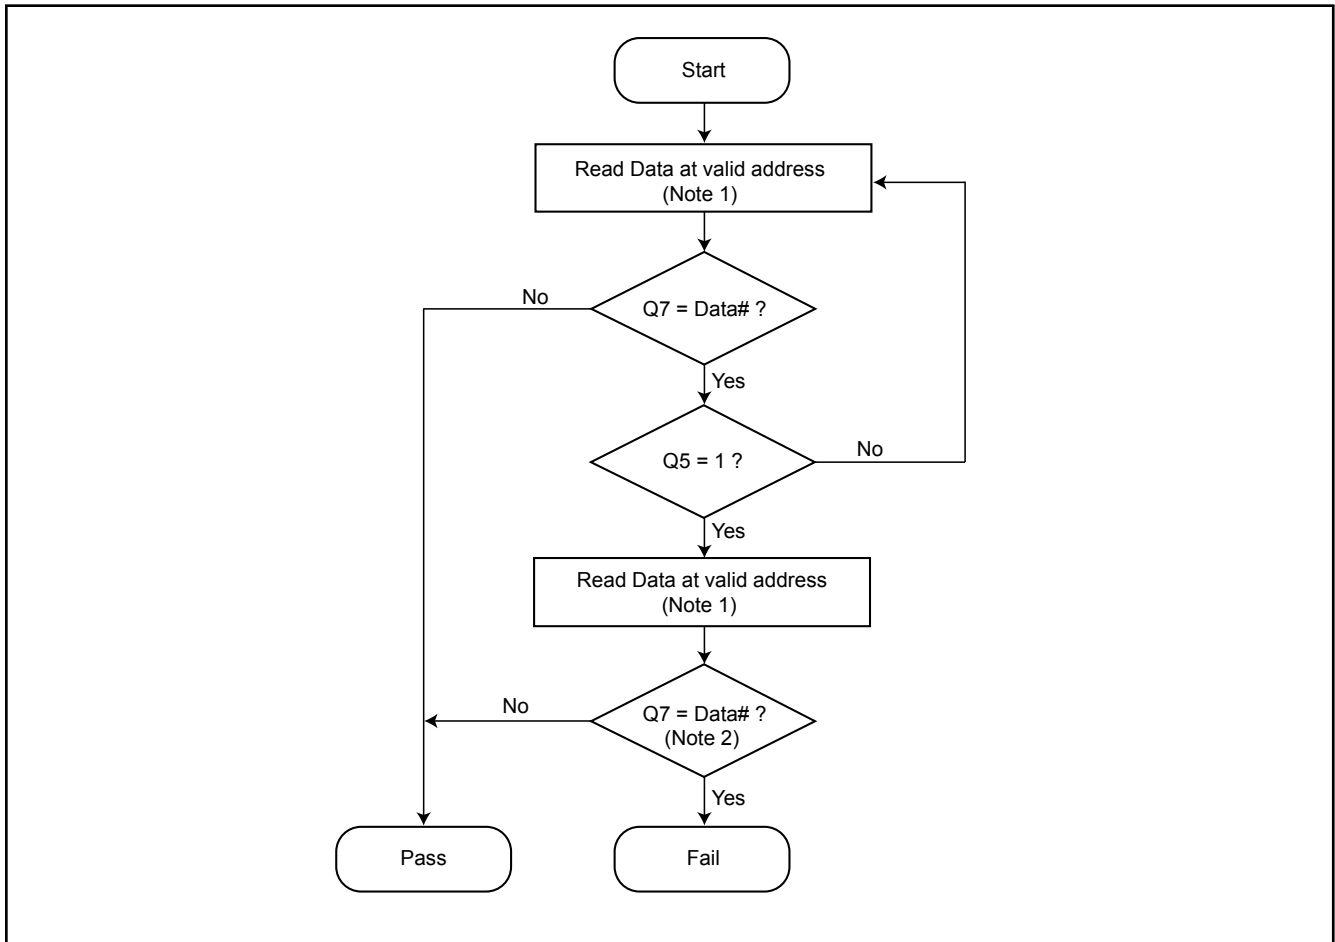 Start
Read Data at valid address
(Note 1)
No
Q7 = Data# ?
Yes
Q5 = 1 ?
No
Yes
Read Data at valid address
(Note 1)
No
Q7 = Data# ?
(Note 2)
Yes
Pass
Fail